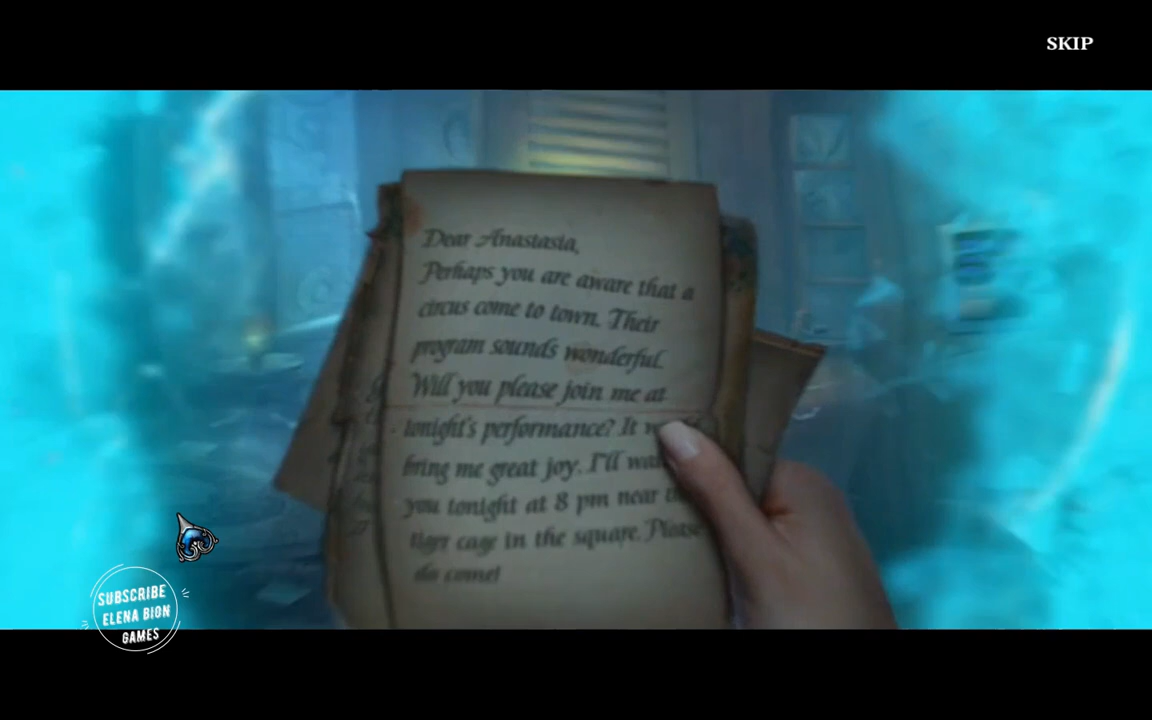 SKIP
Dear Anastasia,
Perhaps you are aware that a
circus come to town. Their
program sounds wonderful.
Will you please join me at
tonight's performance? It
bring me great joy. I'll
you tonight at 8 pm near
tiger cage in the square. Please
do come!
SUBSCRIBE
ELENA BION
GAMES